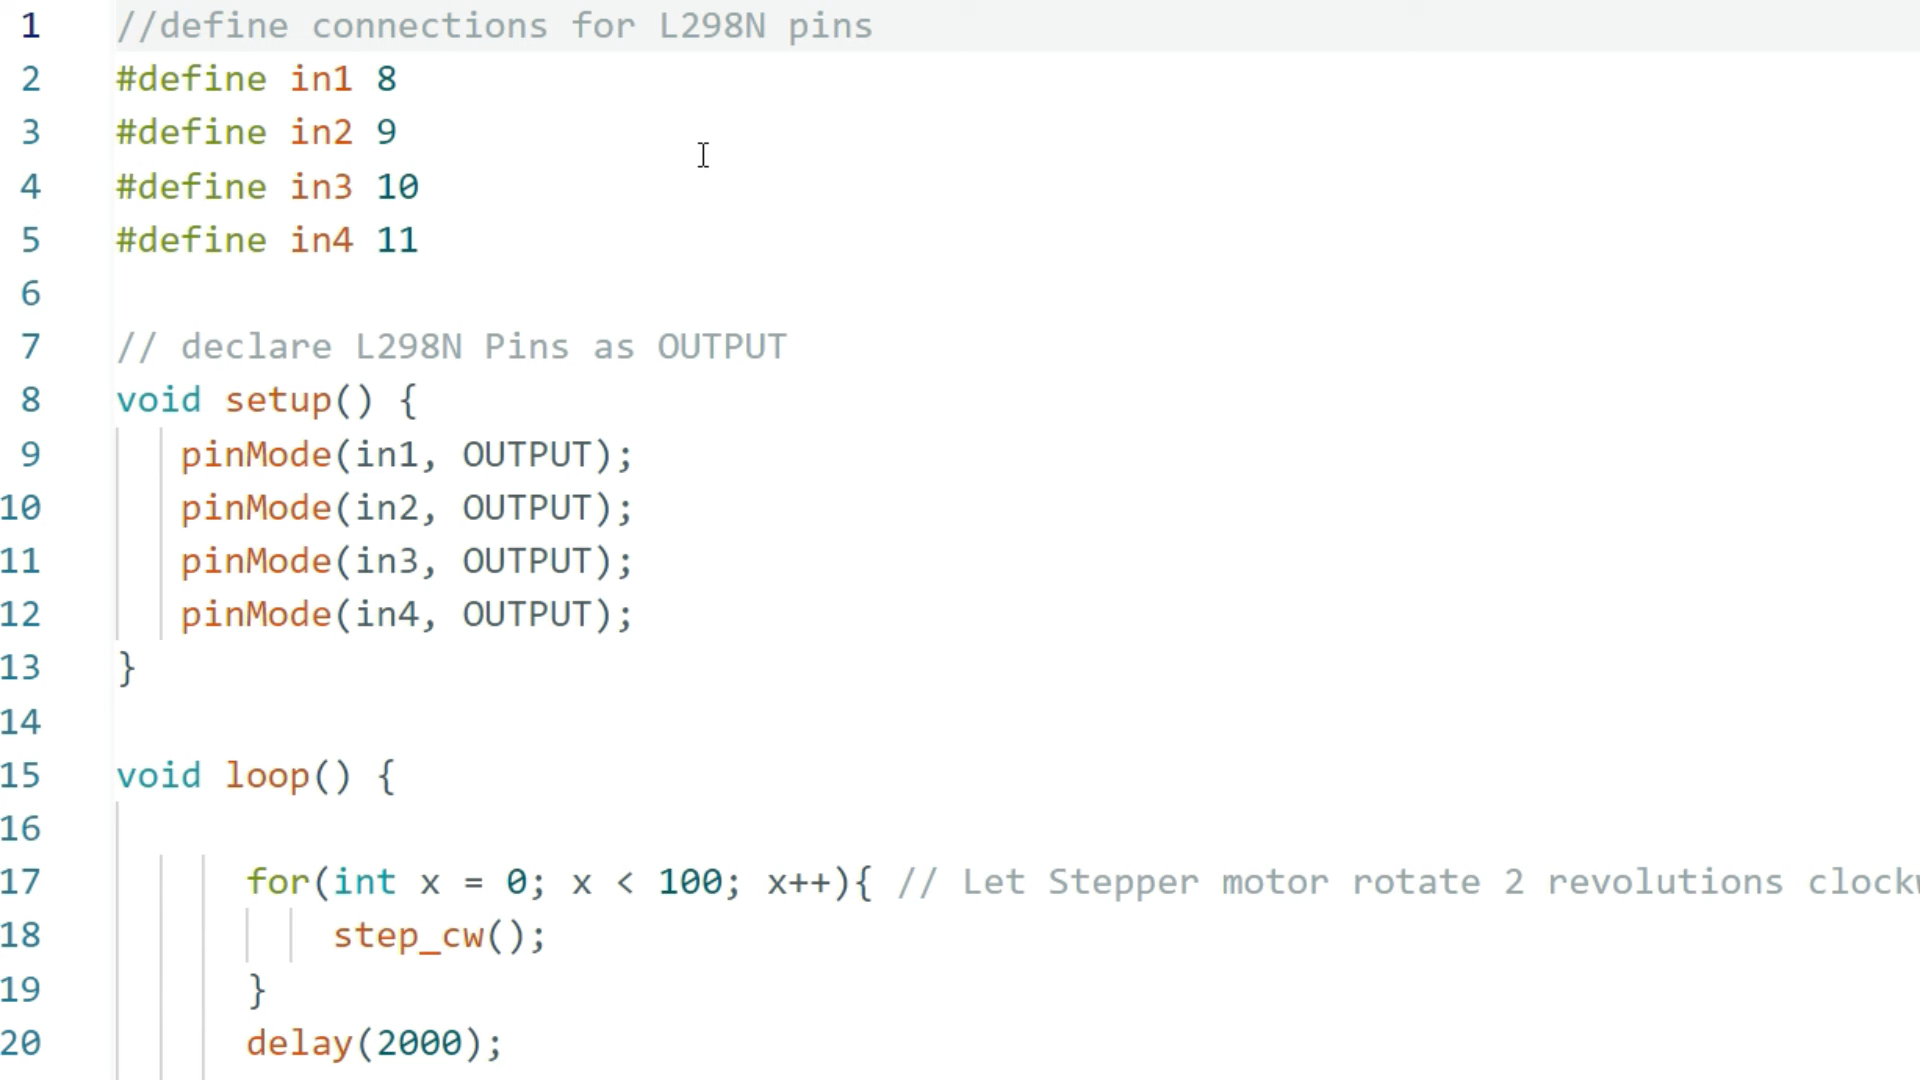 1 //define connections for L298N pins
2 #define in1 8
3 #define in2 9
4 #define in3 10
5 #define in4 11
6
7 // declare L298N Pins as OUTPUT
8 void setup() {
9 pinMode(in1, OUTPUT);
10 pinMode(in2, OUTPUT);
11 pinMode(in3, OUTPUT);
12 pinMode(in4, OUTPUT);
13 }
14
15 void loop() {
16
17 for(int x = 0; x < 100; x++){ // Let Stepper motor rotate 2 revolutions
18 step_cw();
19 }
20 delay(2000);